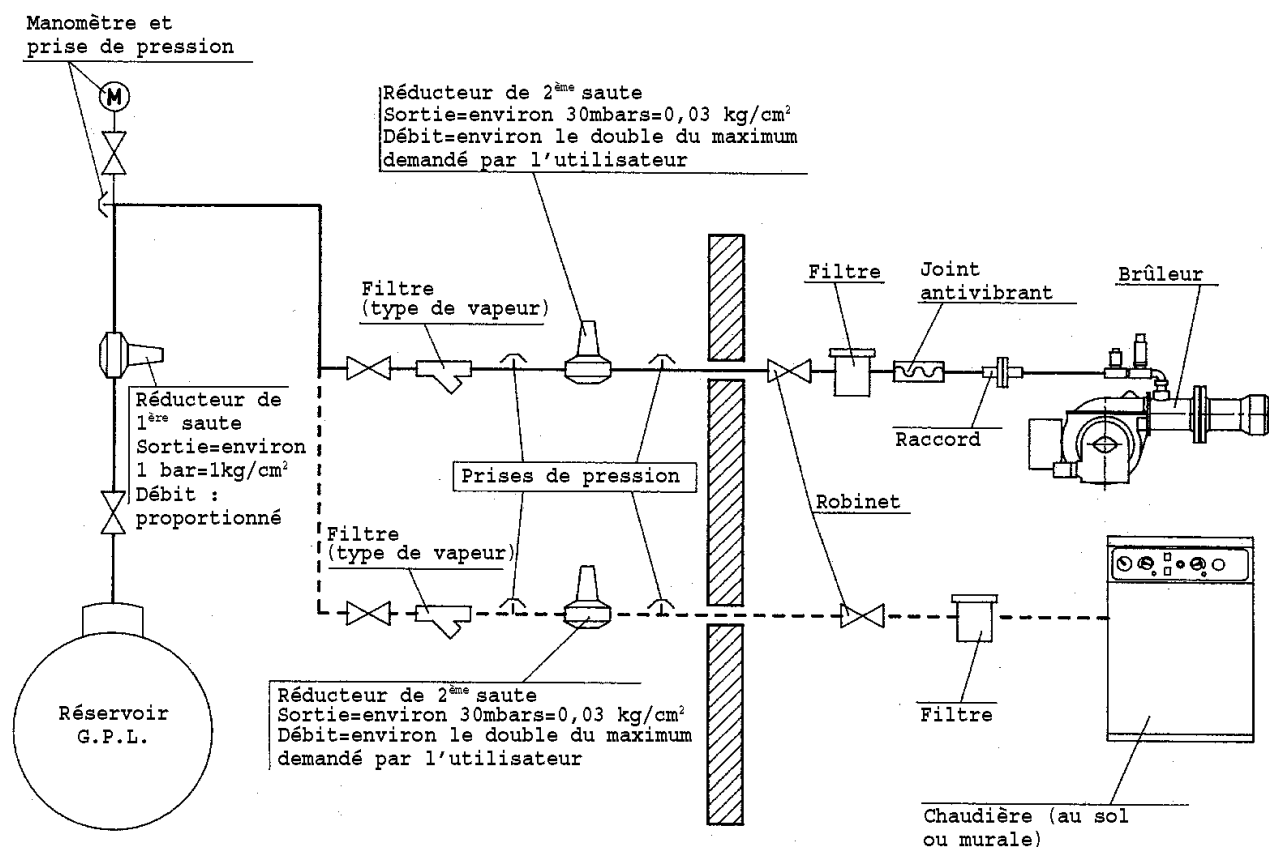 Manomètre et
prise de pression
M
Réducteur de 2ème saute
Sortie=environ 30mbars=0,03 kg/cm²
Débit=environ le double du maximum
demandé par l'utilisateur
Filtre
(type de vapeur)
Filtre
Joint
antivibrant
Brûleur
Réducteur de
1ère saute
Sortie=environ
1 bar=1kg/cm²
Débit :
proportionné
Raccord
Prises de pression
Robinet
Filtre
(type de vapeur)
Réservoir
G.P.L.
Réducteur de 2ème saute
Sortie=environ 30mbars=0,03 kg/cm²
Débit=environ le double du maximum
demandé par l'utilisateur
Filtre
Chaudière (au sol
ou murale)